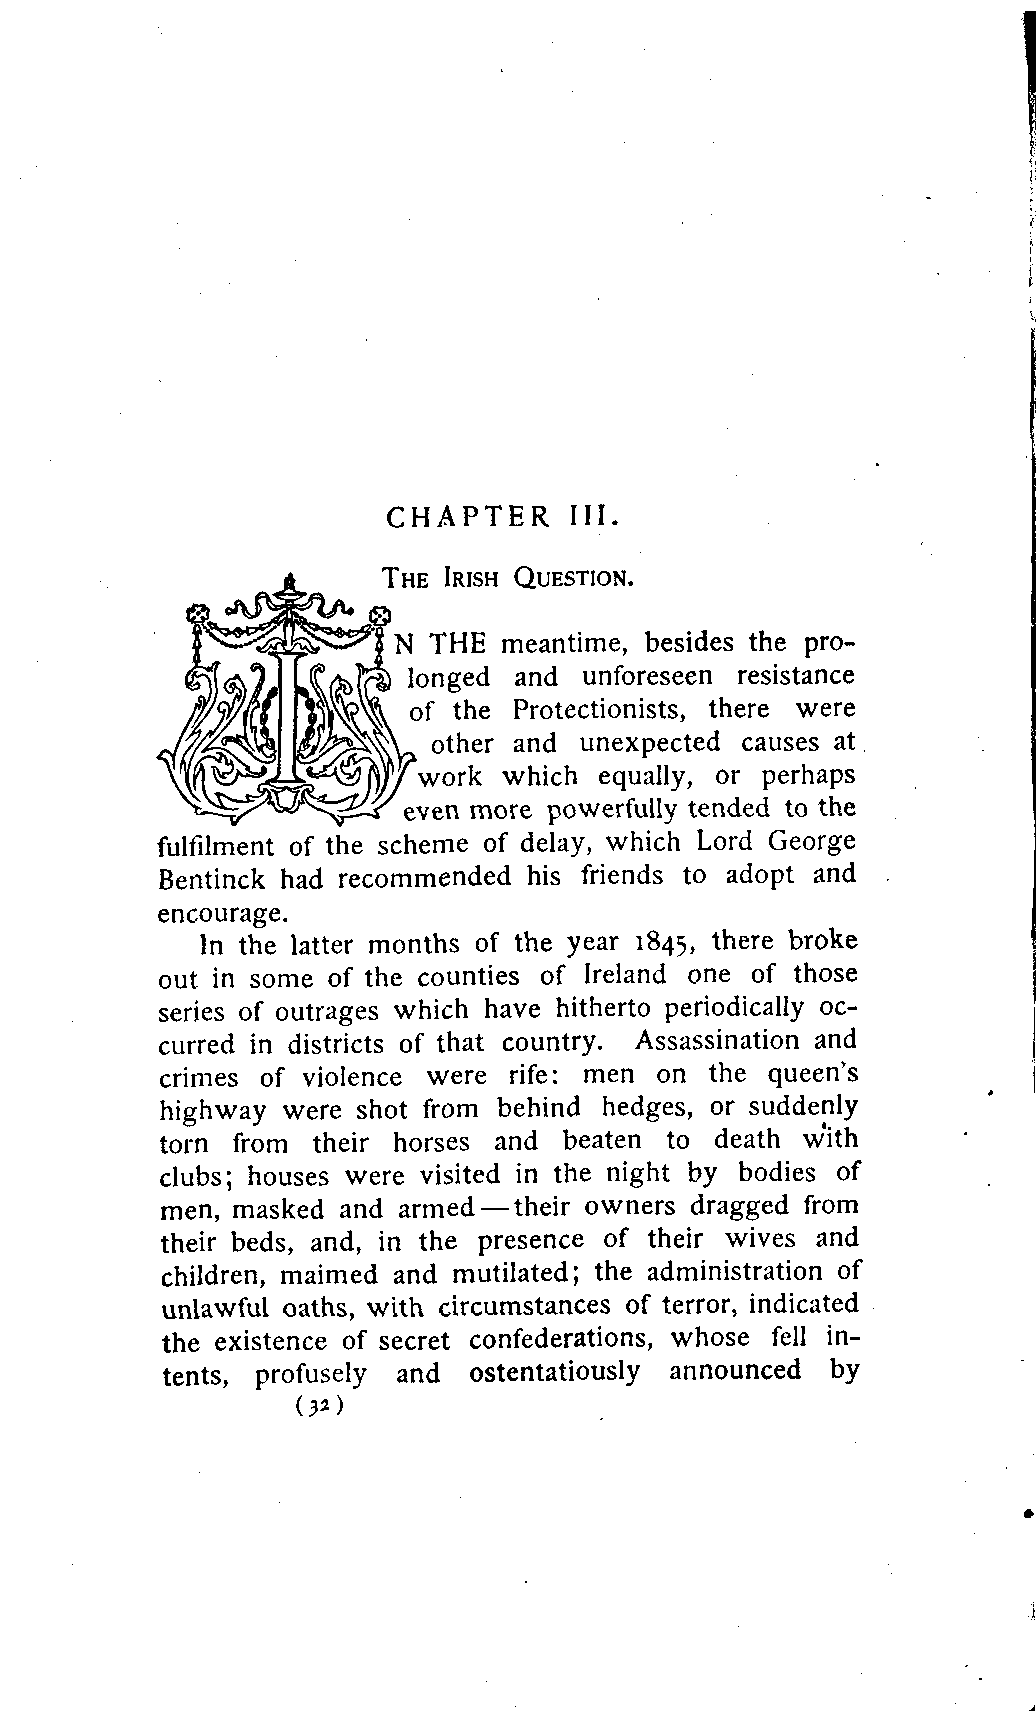 CHAPTER III.
THE IRISH QUESTION.
IN THE meantime, besides the pro-
longed and unforeseen resistance
of the Protectionists, there were
other and unexpected causes at
work which equally, or perhaps
even more powerfully tended to the
fulfilment of the scheme of delay, which Lord George
Bentinck had recommended his friends to adopt and
encourage.
In the latter months of the year 1845, there broke
out in some of the counties of Ireland one of those
series of outrages which have hitherto periodically oc-
curred in districts of that country. Assassination and
crimes of violence were rife: men on the queen's
highway were shot from behind hedges, or suddenly
torn from their horses and beaten to death with
clubs; houses were visited in the night by bodies of
men, masked and armed—their owners dragged from
their beds, and, in the presence of their wives and
children, maimed and mutilated; the administration of
unlawful oaths, with circumstances of terror, indicated
the existence of secret confederations, whose fell in-
tents, profusely and ostentatiously announced by
(32)